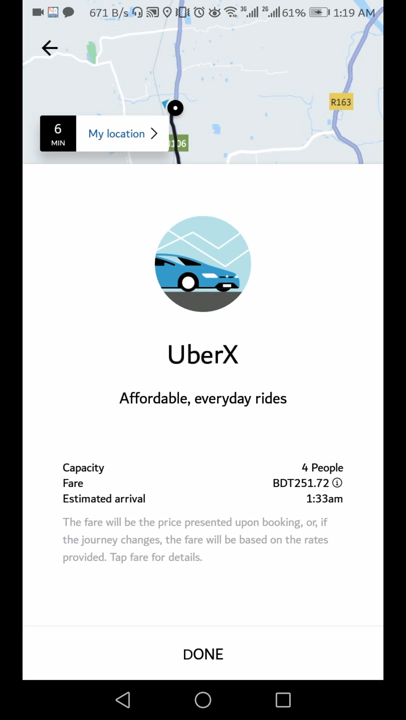 671 B/s 3G 2G 61% 1:19 AM
R163
6
MIN
My location
UberX
Affordable, everyday rides
Capacity 4 People
Fare BDT251.72
Estimated arrival 1:33am
The fare will be the price presented upon booking, or, if
the journey changes, the fare will be based on the rates
provided. Tap fare for details.
DONE